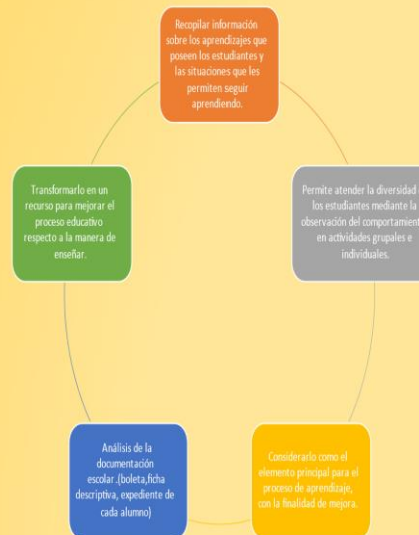 Recopilar información
sobre los aprendizajes que
poseen los estudiantes y
las situaciones que les
permiten seguir
aprendiendo.
Permite atender la diversidad
los estudiantes mediante la
observación del comportamient
en actividades grupales e
individuales.
Considerarlo como el
elemento principal para el
proceso de aprendizaje,
con la finalidad de mejora.
Análisis de la
documentación
escolar .(boleta,ficha
descriptiva, expediente de
cada alumno)
Transformarlo en un
recurso para mejorar el
proceso educativo
respecto a la manera de
enseñar.